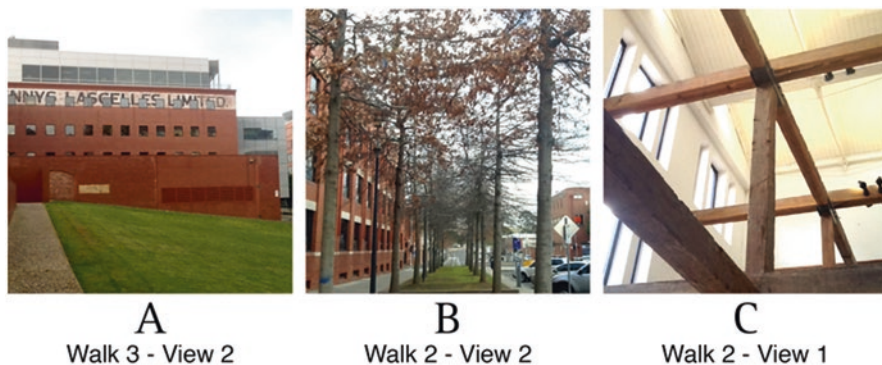 NNYS LASCELLES LIMITED.
A
B
C
Walk 3 - View 2
Walk 2 - View 2
Walk 2 - View 1